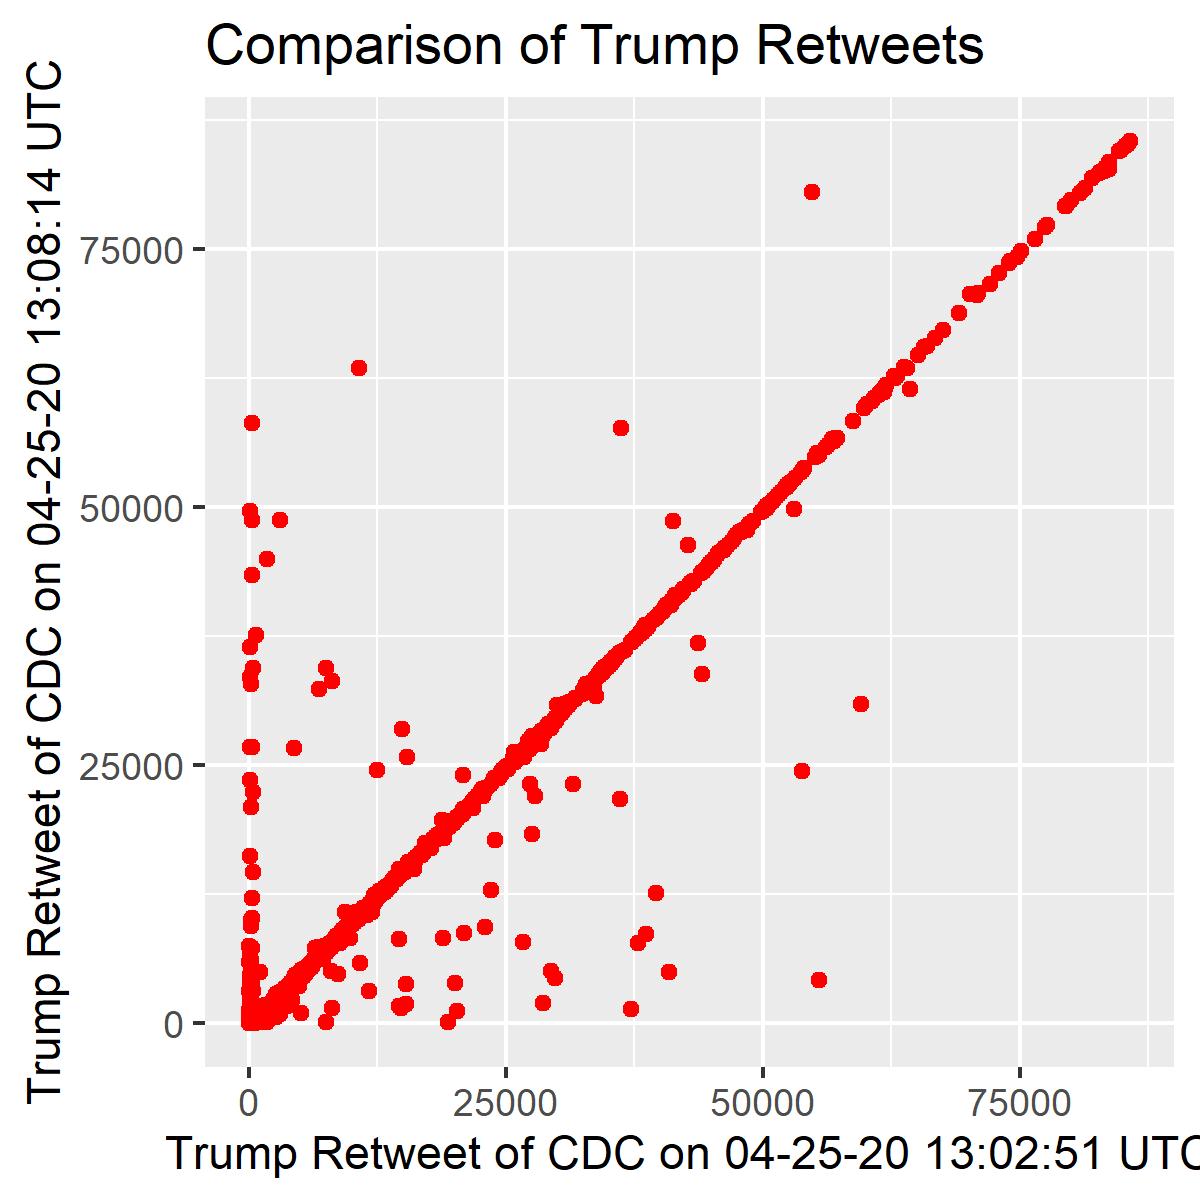 Comparison of Trump Retweets
Trump Retweet of CDC on 04-25-20 13:08:14 UTC
75000
50000
25000
0
0
25000
50000
75000
Trump Retweet of CDC on 04-25-20 13:02:51 UTC